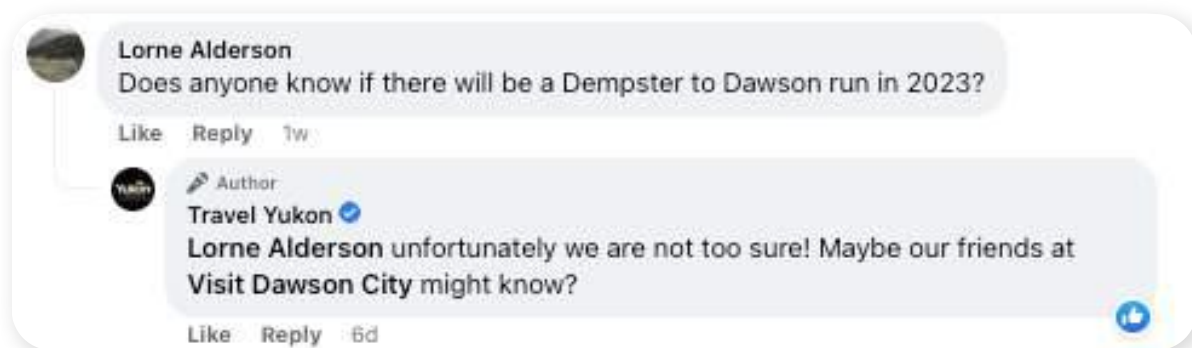 Lorne Alderson
Does anyone know if there will be a Dempster to Dawson run in 2023?
Like Reply 1w
Yukon
Author
Travel Yukon
Lorne Alderson unfortunately we are not too sure! Maybe our friends at
Visit Dawson City might know?
Like Reply 6d